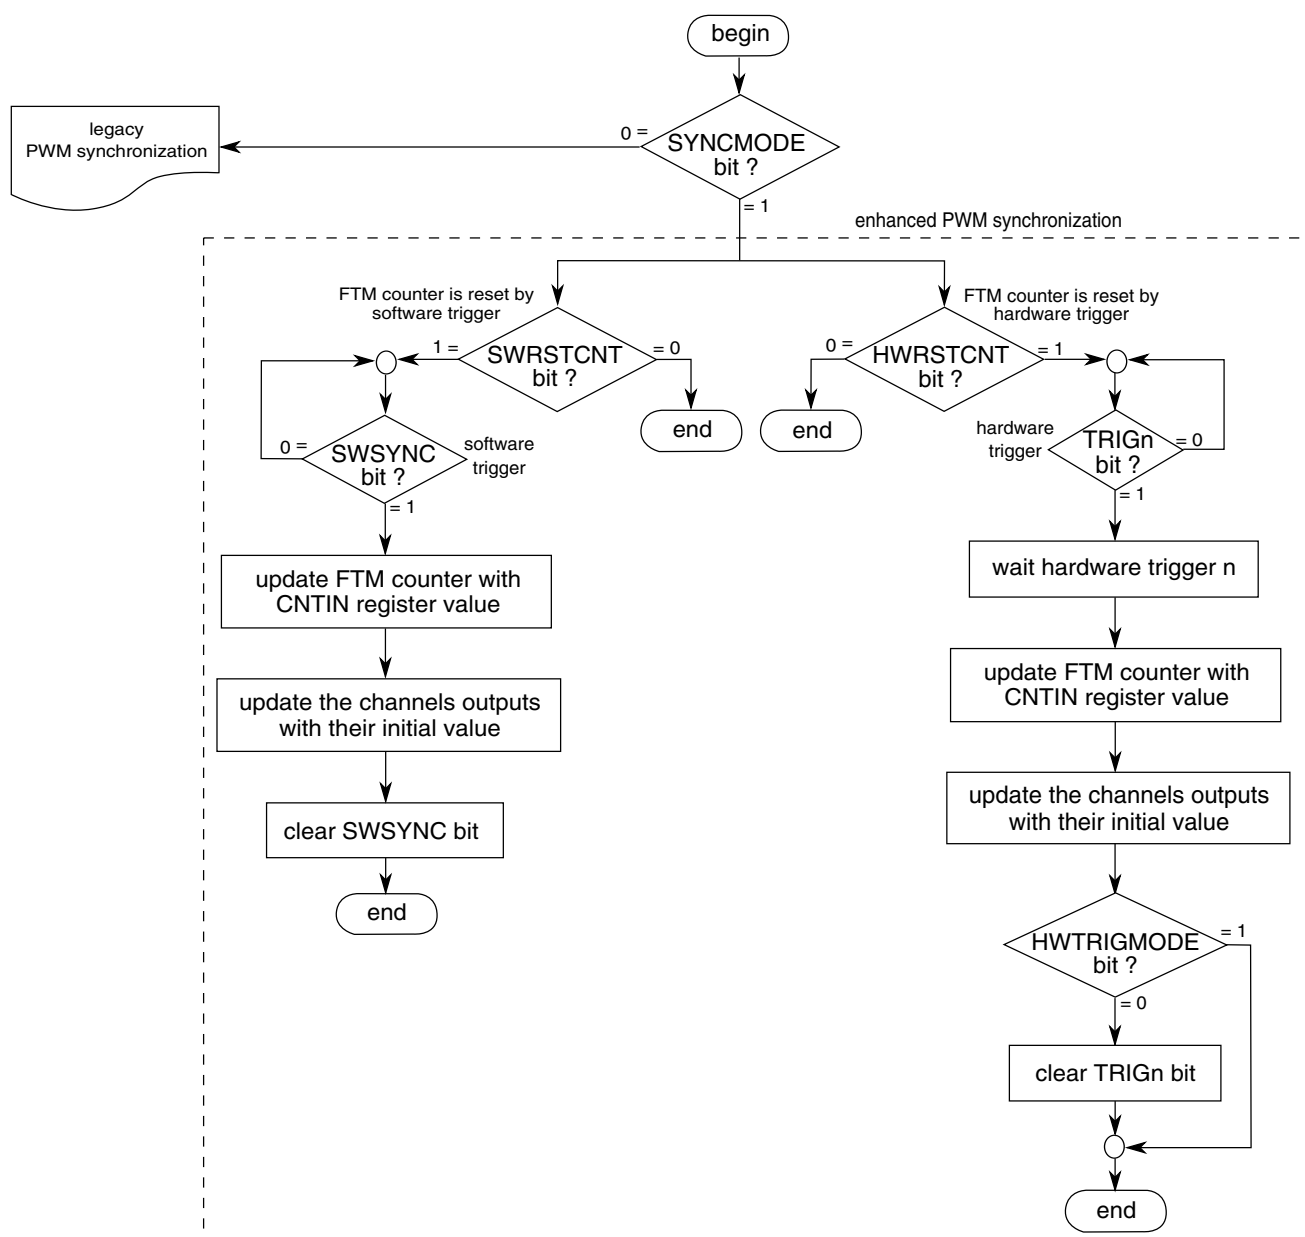 begin
legacy
PWM synchronization
0 =
SYNCMODE
bit ?
= 1
enhanced PWM synchronization
FTM counter is reset by
software trigger
FTM counter is reset by
hardware trigger
1 =
SWRSTCNT
bit ?
= 0
0 =
HWRSTCNT
bit ?
= 1
end
end
0 =
SWSYNC
bit ?
software
trigger
= 1
hardware
trigger
TRIGn
bit ?
= 0
= 1
update FTM counter with
CNTIN register value
wait hardware trigger n
update the channels outputs
with their initial value
update FTM counter with
CNTIN register value
clear SWSYNC bit
update the channels outputs
with their initial value
end
HWTRIGMODE
bit ?
= 1
= 0
clear TRIGn bit
end